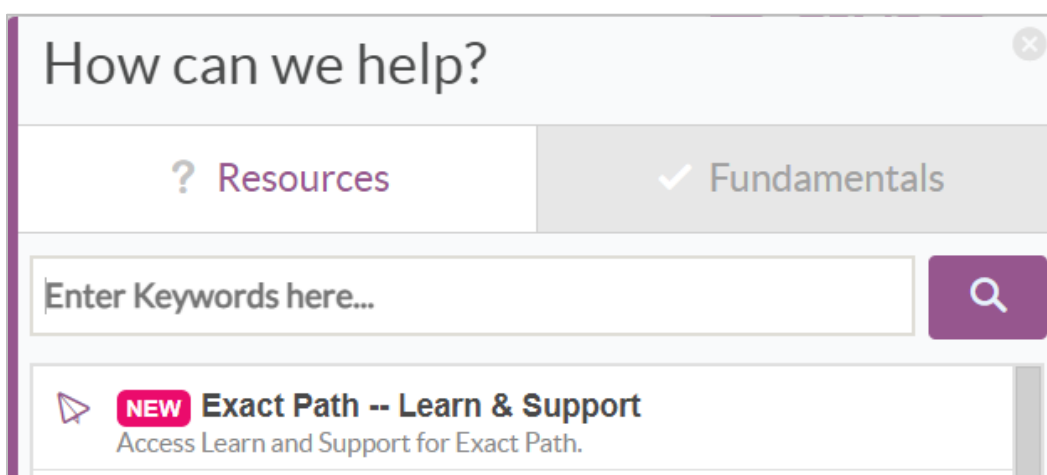 How can we help?
? Resources
Fundamentals
Enter Keywords here...
NEW Exact Path -- Learn & Support
Access Learn and Support for Exact Path.